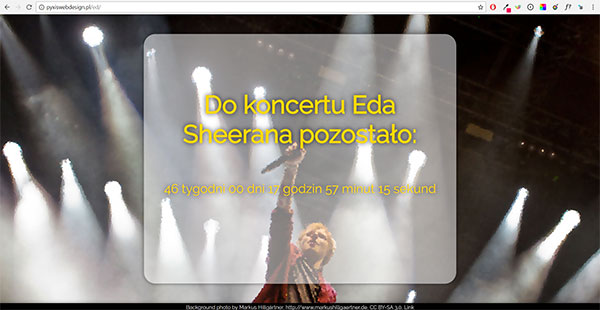 pyxiswebdesign.pl/ed/
Do koncertu Eda
Sheerana pozostało:
46 tygodni 00 dni 17 godzin 57 minut 15 sekund
Background photo by Markus Hillgärtner: http://www.markushillgaertner.de, CC BY-SA 3.0, Link